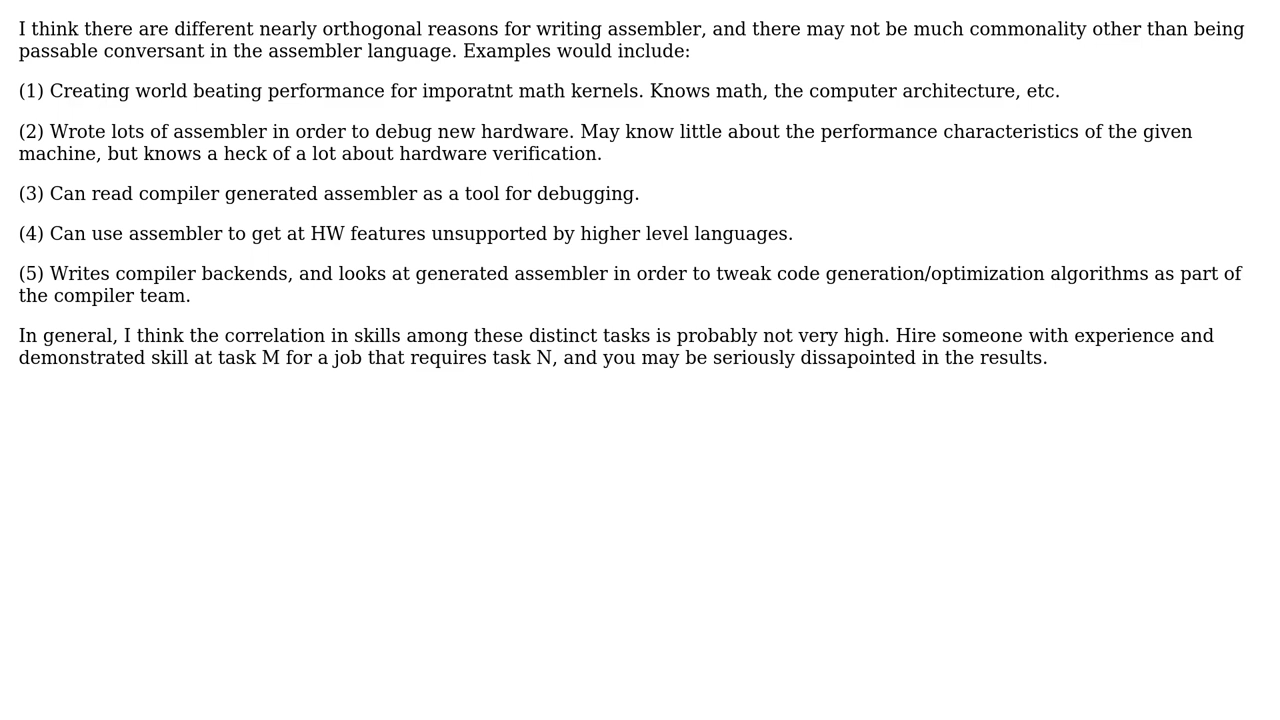 I think there are different nearly orthogonal reasons for writing assembler, and there may not be much commonality other than being
passable conversant in the assembler language. Examples would include:
(1) Creating world beating performance for imporatnt math kernels. Knows math, the computer architecture, etc.
(2) Wrote lots of assembler in order to debug new hardware. May know little about the performance characteristics of the given
machine, but knows a heck of a lot about hardware verification.
(3) Can read compiler generated assembler as a tool for debugging.
(4) Can use assembler to get at HW features unsupported by higher level languages.
(5) Writes compiler backends, and looks at generated assembler in order to tweak code generation/optimization algorithms as part of
the compiler team.
In general, I think the correlation in skills among these distinct tasks is probably not very high. Hire someone with experience and
demonstrated skill at task M for a job that requires task N, and you may be seriously dissapointed in the results.